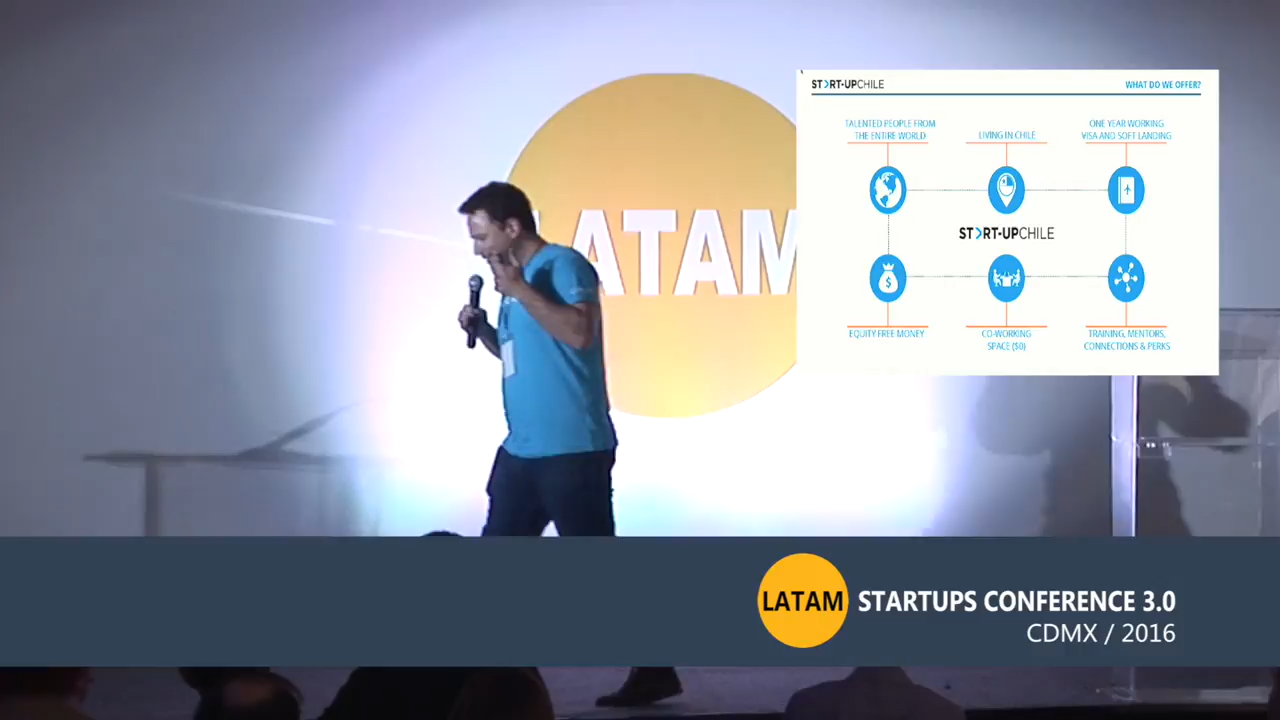 LATAM
START-UPCHILE
WHAT DO WE OFFER?
TALENTED PEOPLE FROM
THE ENTIRE WORLD
LIVING IN CHILE
ONE YEAR WORKING
VISA AND SOFT LANDING
START-UPCHILE
EQUITY FREE MONEY
CO-WORKING
SPACE ($0)
TRAINING, MENTORS,
CONNECTIONS & PERKS
LATAM STARTUPS CONFERENCE 3.0
CDMX / 2016